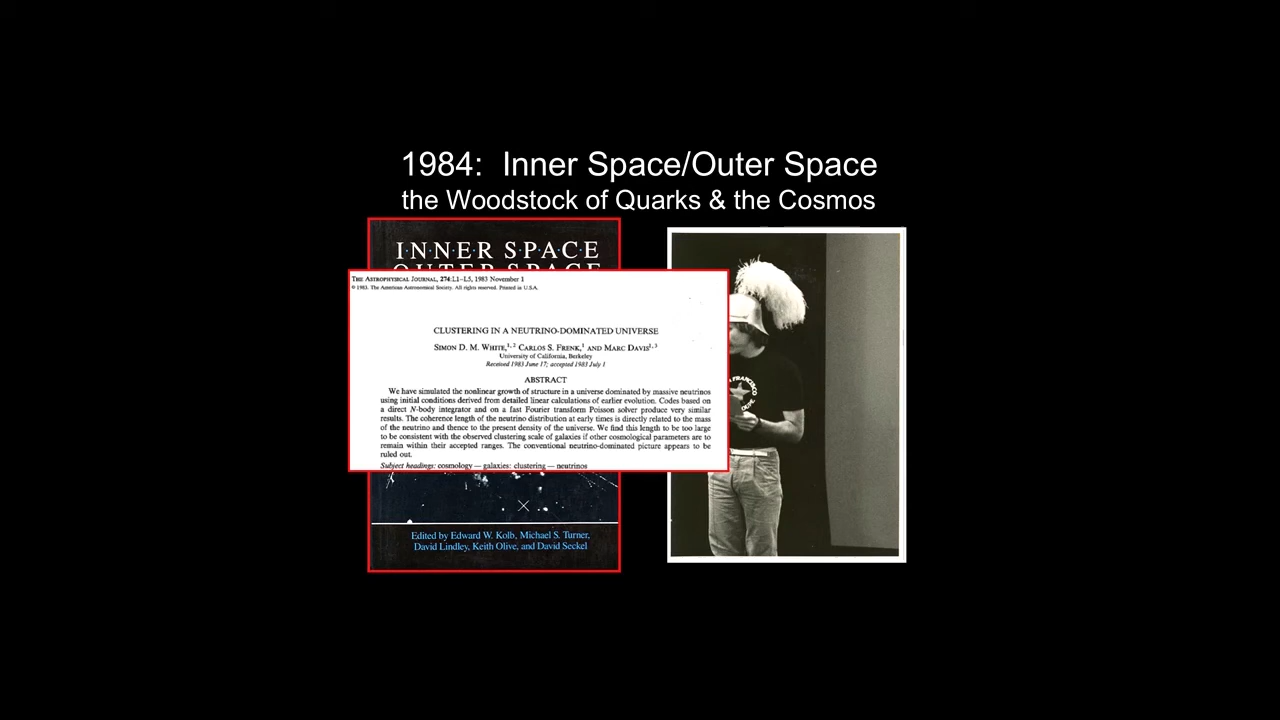 1984: Inner Space/Outer Space
the Woodstock of Quarks & the Cosmos
I·N·N·E·R S·P·A·C·E
O·U·T·E·R S·P·A·C·E
THE ASTROPHYSICAL JOURNAL, 274:L1–L5, 1983 November 1
© 1983. The American Astronomical Society. All rights reserved. Printed in U.S.A.
CLUSTERING IN A NEUTRINO-DOMINATED UNIVERSE
SIMON D. M. WHITE,1,2 CARLOS S. FRENK,1 AND MARC DAVIS1,3
University of California, Berkeley
Received 1983 June 17; accepted 1983 July 1
ABSTRACT
We have simulated the nonlinear growth of structure in a universe dominated by massive neutrinos
using initial conditions derived from detailed linear calculations of earlier evolution. Codes based on
a direct N-body integrator and on a fast Fourier transform Poisson solver produce very similar
results. The coherence length of the neutrino distribution at early times is directly related to the mass
of the neutrino and thence to the present density of the universe. We find this length to be too large
to be consistent with the observed clustering scale of galaxies if other cosmological parameters are to
remain within their accepted ranges. The conventional neutrino-dominated picture appears to be
ruled out.
Subject headings: cosmology — galaxies: clustering — neutrinos
Edited by Edward W. Kolb, Michael S. Turner,
David Lindley, Keith Olive, and David Seckel